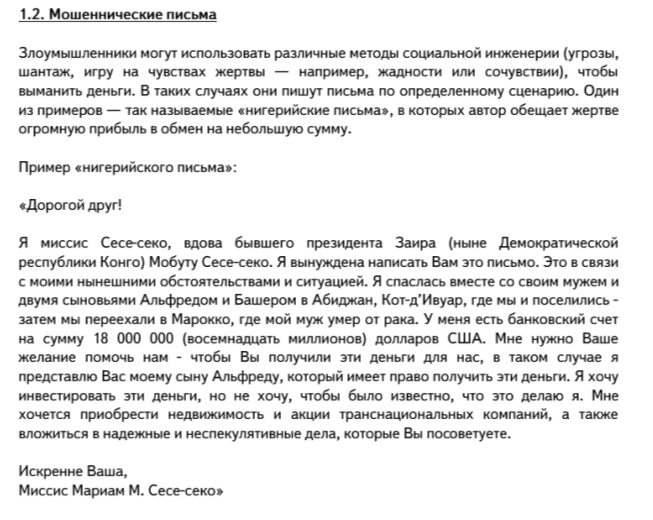 1.2. Мошеннические письма
Злоумышленники могут использовать различные методы социальной инженерии (угрозы,
шантаж, игру на чувствах жертвы — например, жадности или сочувствии), чтобы
выманить деньги. В таких случаях они пишут письма по определенному сценарию. Один
из примеров — так называемые «нигерийские письма», в которых автор обещает жертве
огромную прибыль в обмен на небольшую сумму.
Пример «нигерийского письма»:
«Дорогой друг!
Я миссис Сесе-секо, вдова бывшего президента Заира (ныне Демократической
республики Конго) Мобуту Сесе-секо. Я вынуждена написать Вам это письмо. Это в связи
с моими нынешними обстоятельствами и ситуацией. Я спаслась вместе со своим мужем и
двумя сыновьями Альфредом и Башером в Абиджан, Кот-д’Ивуар, где мы и поселились -
затем мы переехали в Марокко, где мой муж умер от рака. У меня есть банковский счет
на сумму 18 000 000 (восемнадцать миллионов) долларов США. Мне нужно Ваше
желание помочь нам - чтобы Вы получили эти деньги для нас, в таком случае я
представлю Вас моему сыну Альфреду, который имеет право получить эти деньги. Я хочу
инвестировать эти деньги, но не хочу, чтобы было известно, что это делаю я. Мне
хочется приобрести недвижимость и акции транснациональных компаний, а также
вложиться в надежные и неспекулятивные дела, которые Вы посоветуете.
Искренне Ваша,
Миссис Мариам М. Сесе-секо»